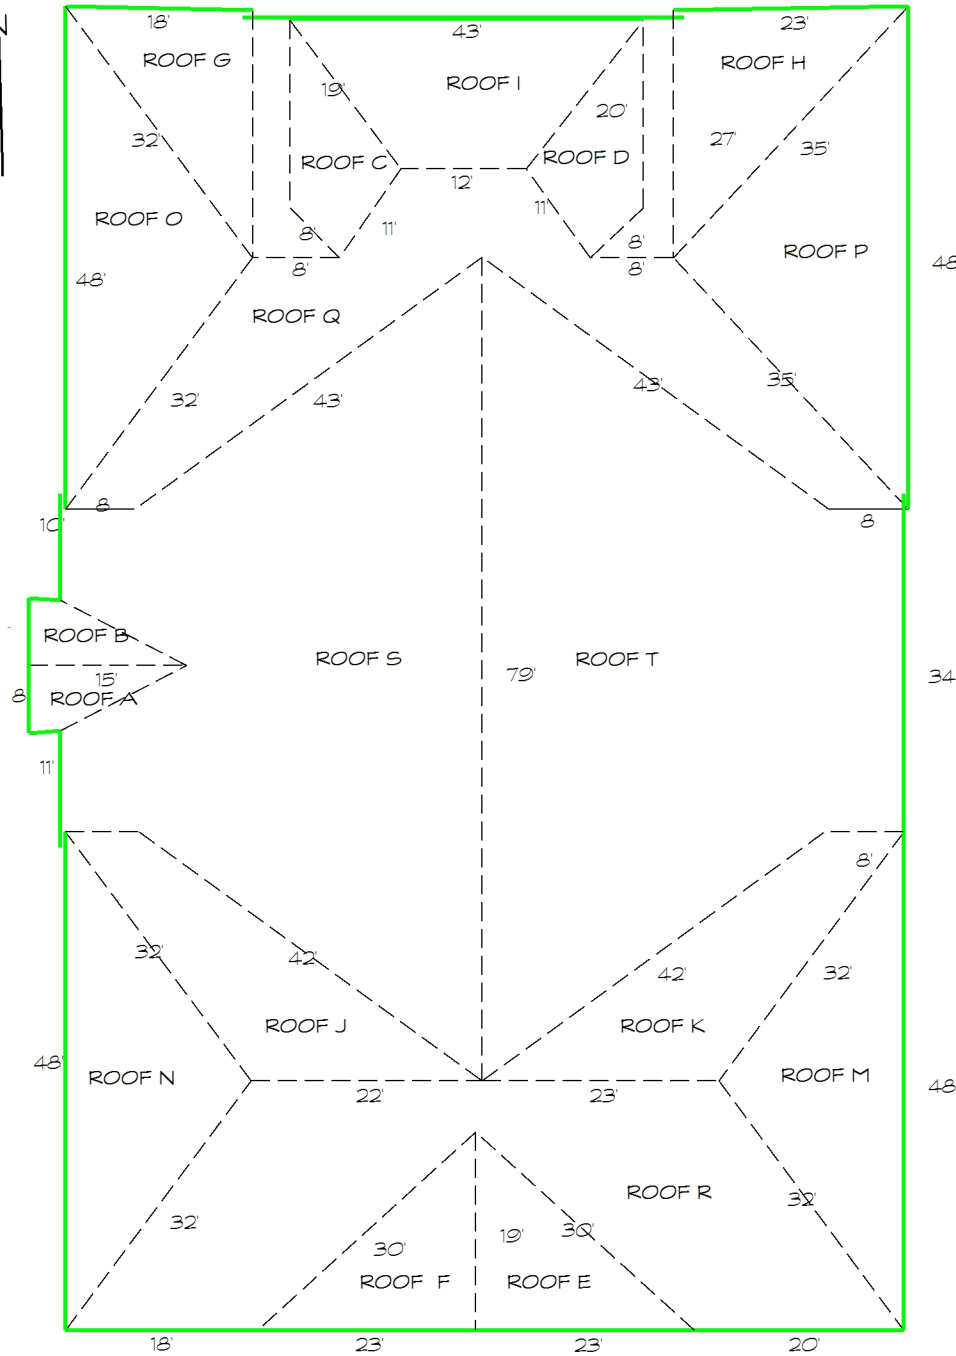 N
18'
43'
23'
ROOF G
ROOF I
ROOF H
19'
20'
32'
27'
35'
ROOF C
ROOF D
12'
ROOF O
11'
11'
8'
8'
ROOF P
8'
8'
48'
48'
ROOF Q
32'
43'
43'
35'
8
10'
8
ROOF B
ROOF S
ROOF T
15'
79'
34'
8
ROOF A
11'
8'
32'
42'
42'
32'
ROOF J
ROOF K
48'
ROOF N
ROOF M
48'
22'
23'
ROOF R
32'
32'
30'
19'
30'
ROOF F
ROOF E
18'
23'
23'
20'